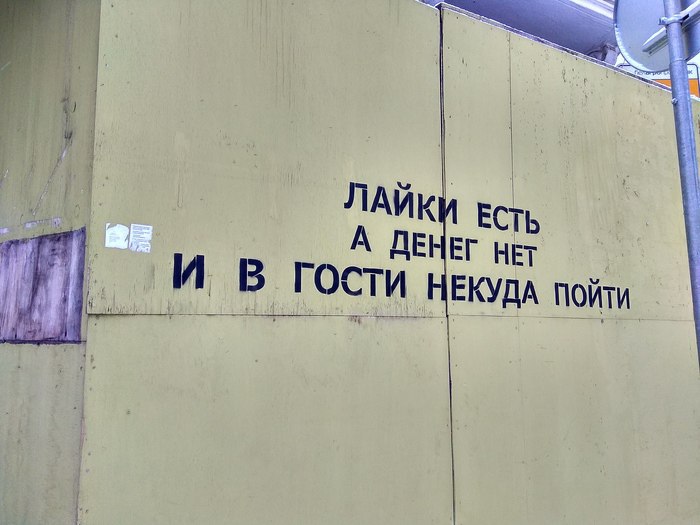 ЛАЙКИ ЕСТЬ
А ДЕНЕГ НЕТ
И В ГОСТИ НЕКУДА ПОЙТИ